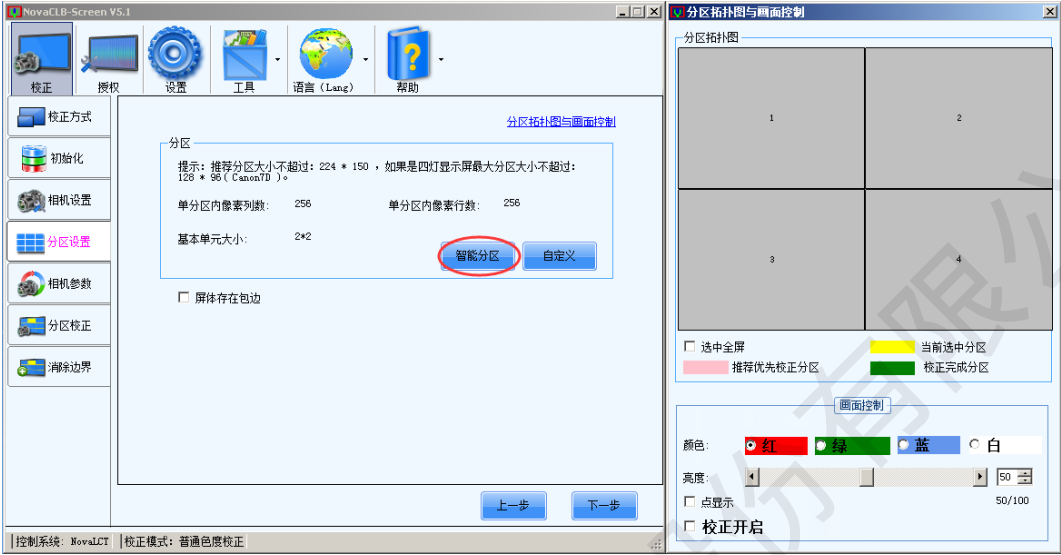 NovaCLB-Screen V5.1
校正
授权
设置
工具
语言（Lang）
帮助
校正方式
初始化
相机设置
分区设置
相机参数
分区校正
消除边界
分区拓扑图与画面控制
分区
提示: 推荐分区大小不超过: 224 * 150 , 如果是四灯显示屏最大分区大小不超过:
128 * 96( Canon7D )。
单分区内像素列数: 256
单分区内像素行数: 256
基本单元大小: 2*2
智能分区
自定义
屏体存在包边
上一步
下一步
控制系统: NovaLCT
校正模式: 普通色度校正
分区拓扑图与画面控制
分区拓扑图
1
2
3
4
选中全屏
当前选中分区
推荐优先校正分区
校正完成分区
画面控制
颜色:
红
绿
蓝
白
亮度:
50
点显示
50/100
校正开启
份有限公